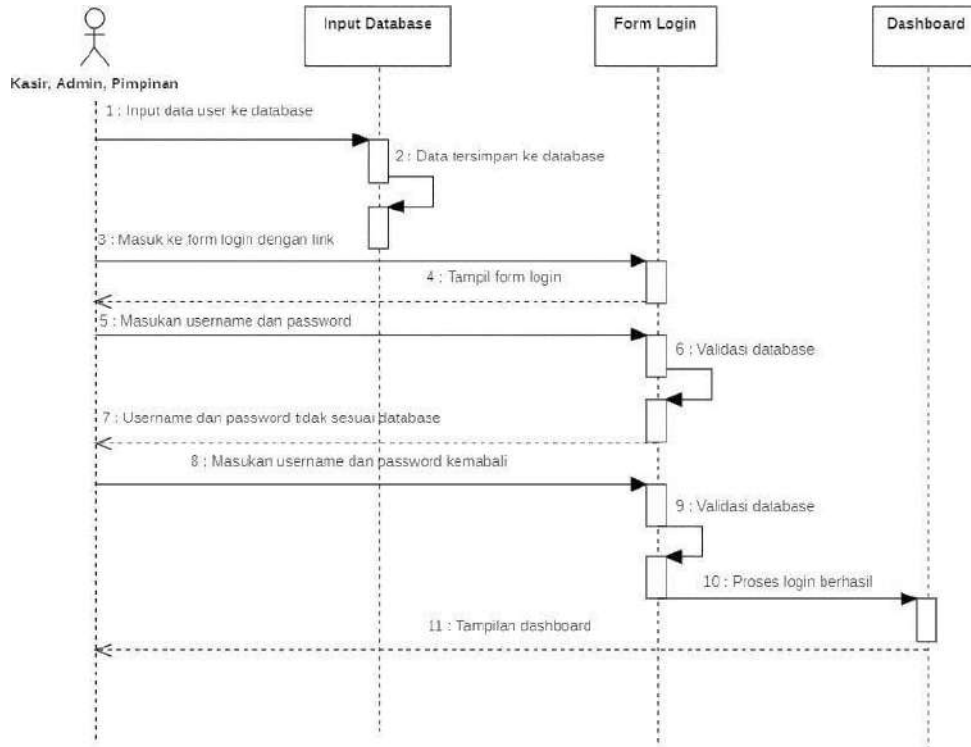 Input Database
Form Login
Dashboard
Kasir, Admin, Pimpinan
1 : Input data user ke database
2 : Data tersimpan ke database
3 : Masuk ke form login dengan lirik
4 : Tampil form login
5 : Masukan username dan password
6 : Validasi database
7 : Username dan password tidak sesuai database
8 : Masukan username dan password kemabali
9 : Validasi database
10 : Proses login berhasil
11 : Tampilan dashboard